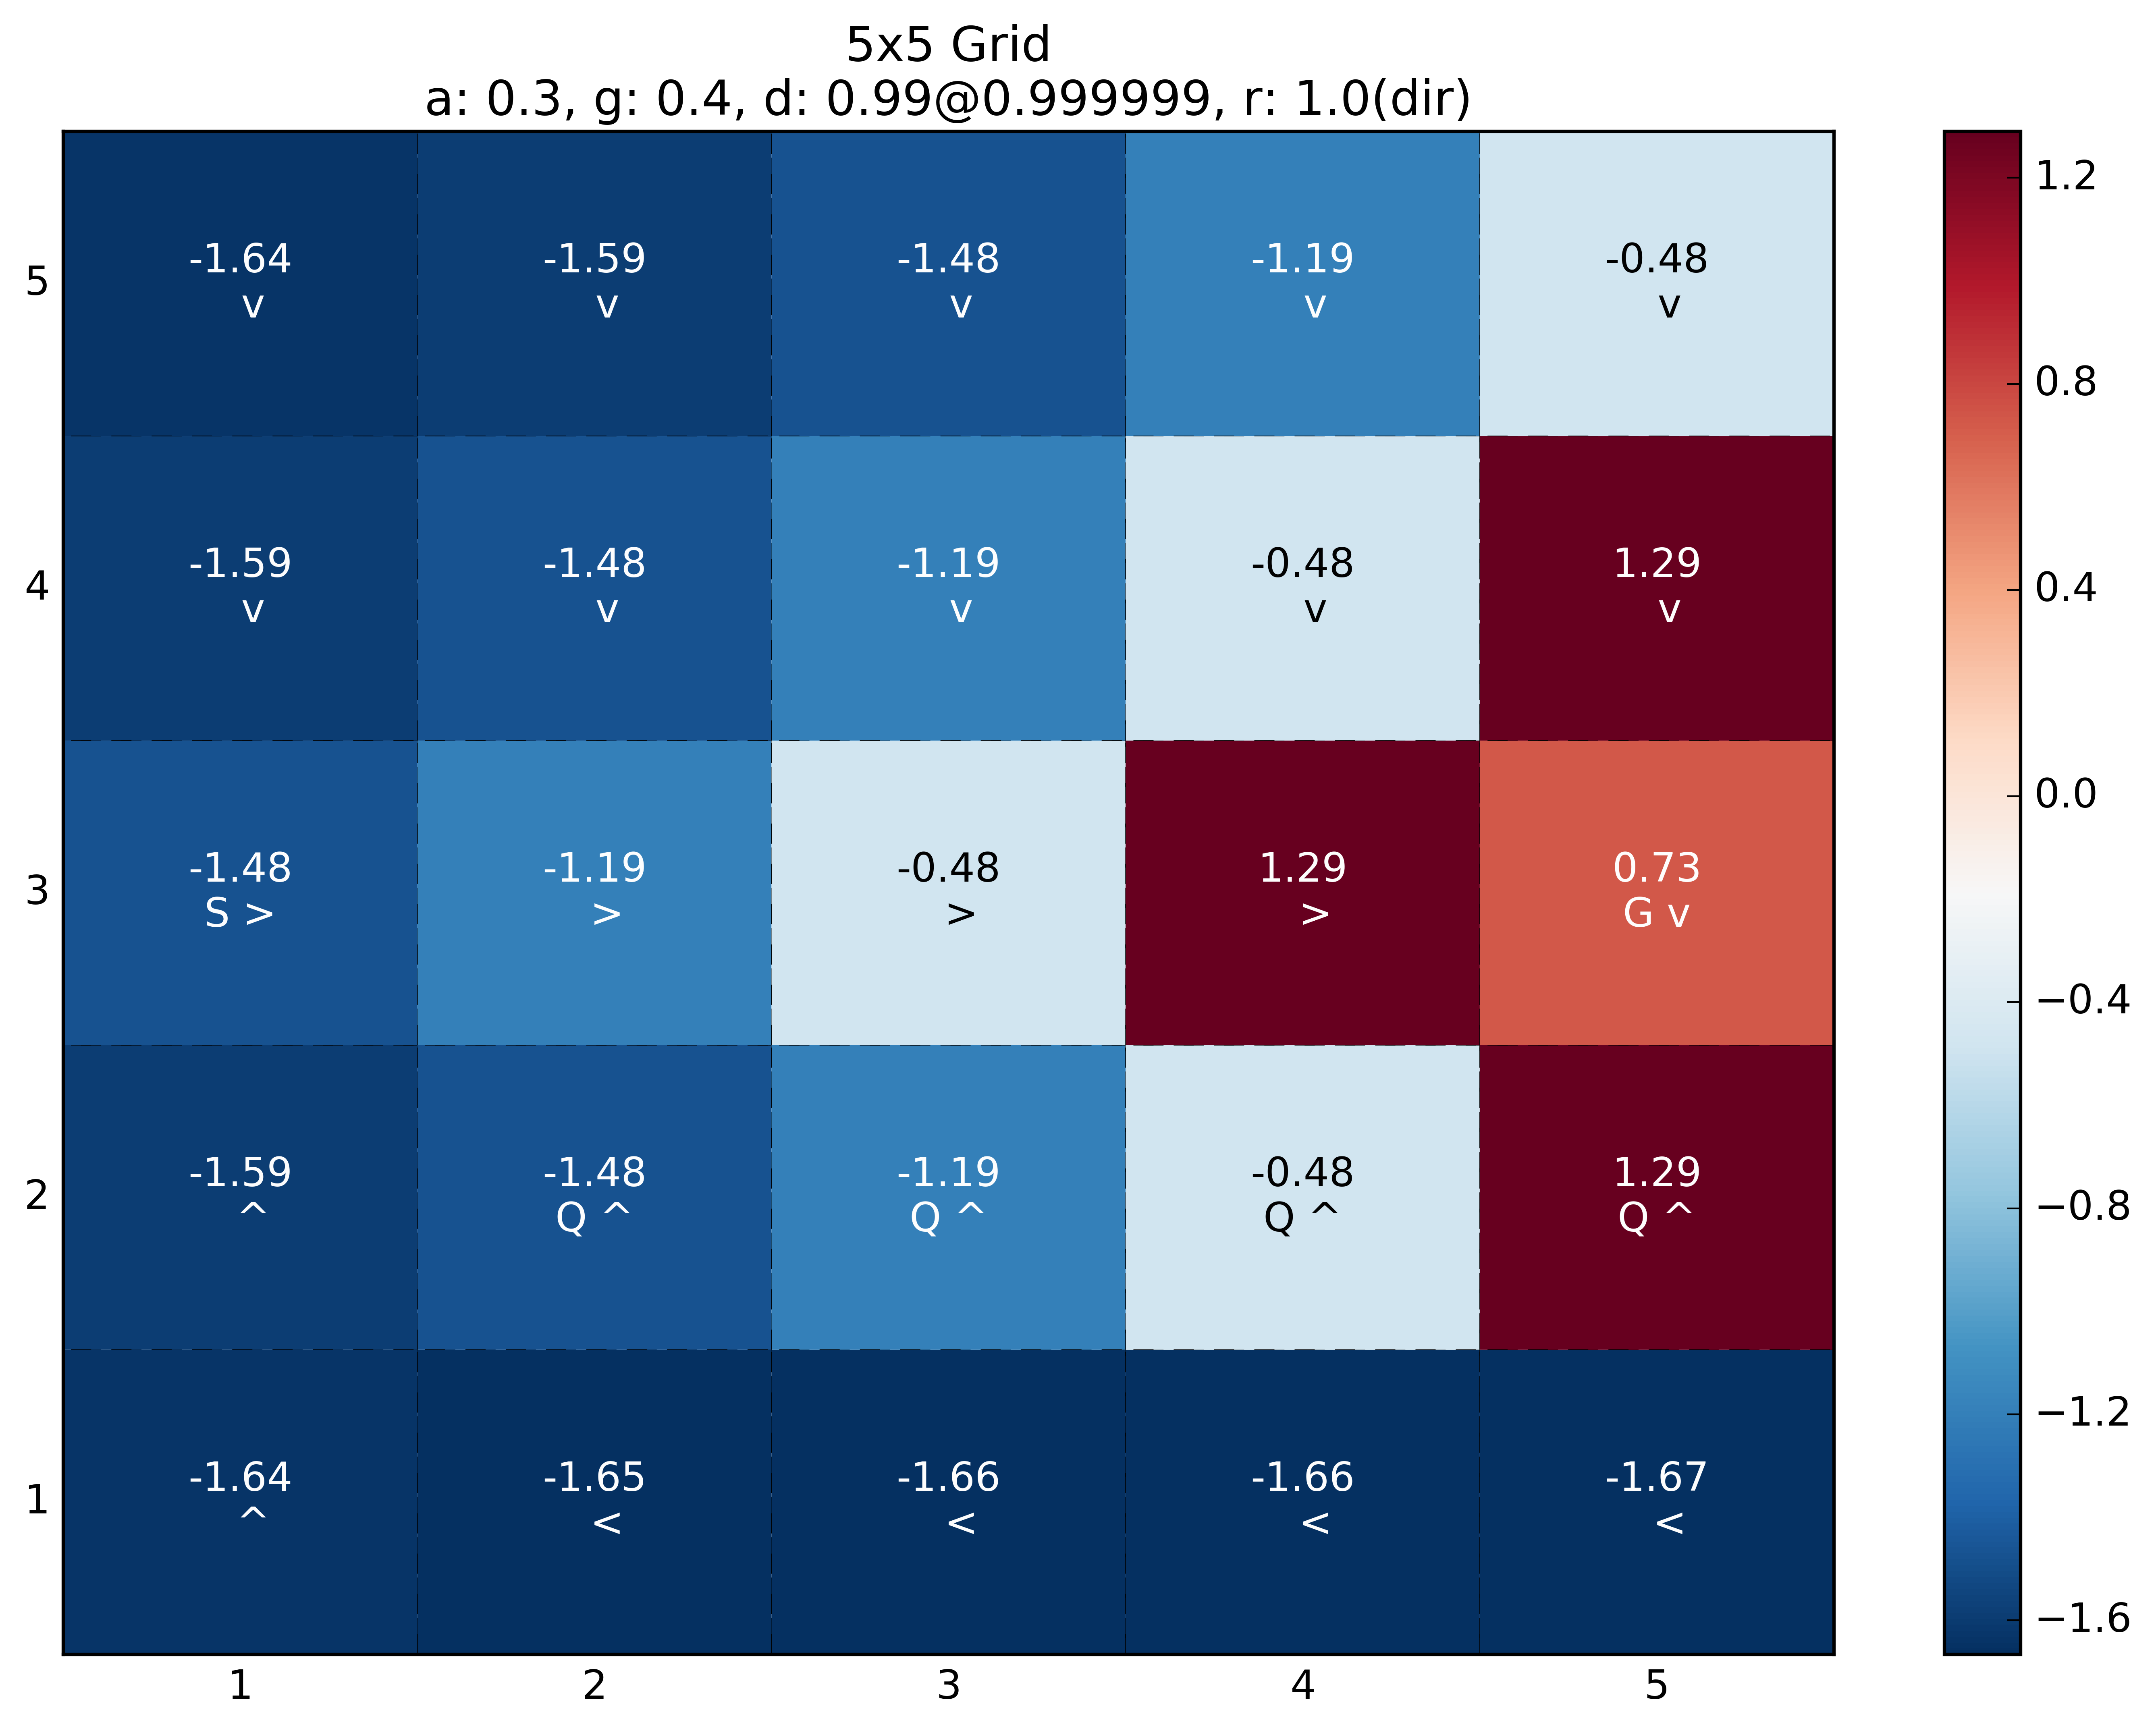 5x5 Grid
a: 0.3, g: 0.4, d: 0.99@0.999999, r: 1.0(dir)
5
-1.64
v
-1.59
v
-1.48
v
-1.19
v
-0.48
v
4
-1.59
v
-1.48
v
-1.19
v
-0.48
v
1.29
v
3
-1.48
S >
-1.19
>
-0.48
>
1.29
>
0.73
G v
2
-1.59
^
-1.48
Q ^
-1.19
Q ^
-0.48
Q ^
1.29
Q ^
1
-1.64
^
-1.65
<
-1.66
<
-1.66
<
-1.67
<
1 2 3 4 5
1.2
0.8
0.4
0.0
−0.4
−0.8
−1.2
−1.6